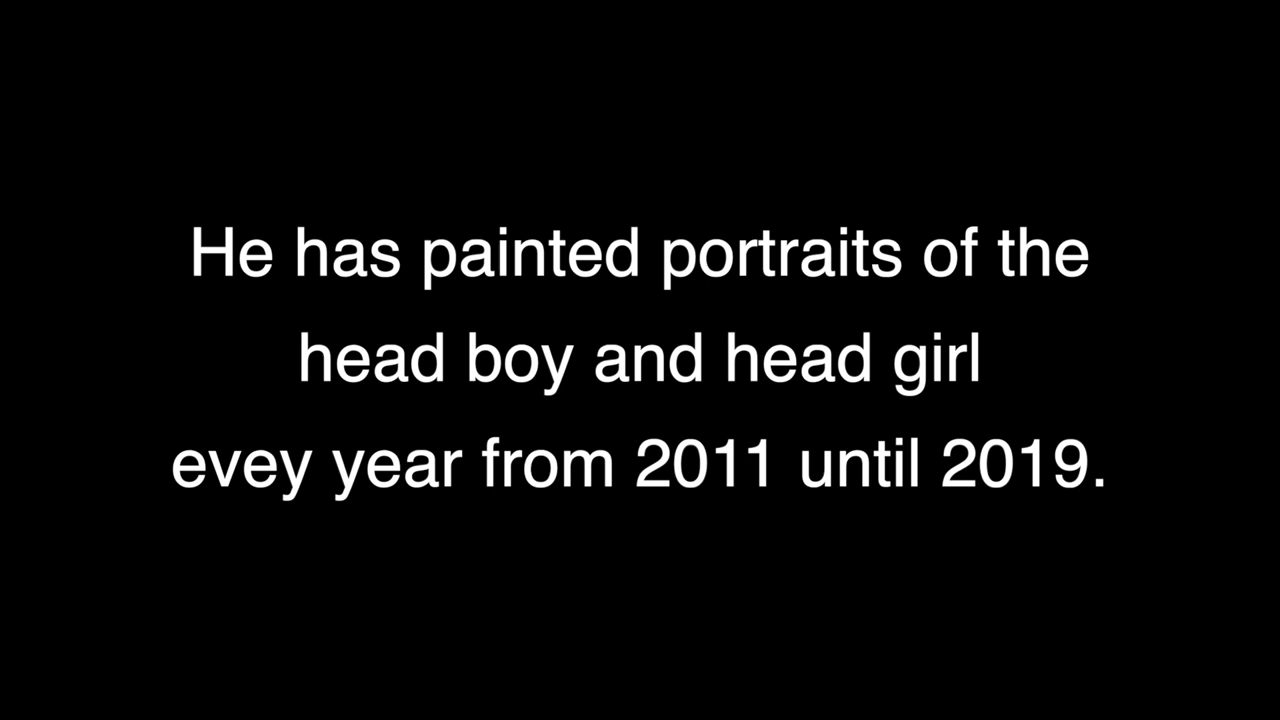 He has painted portraits of the
head boy and head girl
evey year from 2011 until 2019.